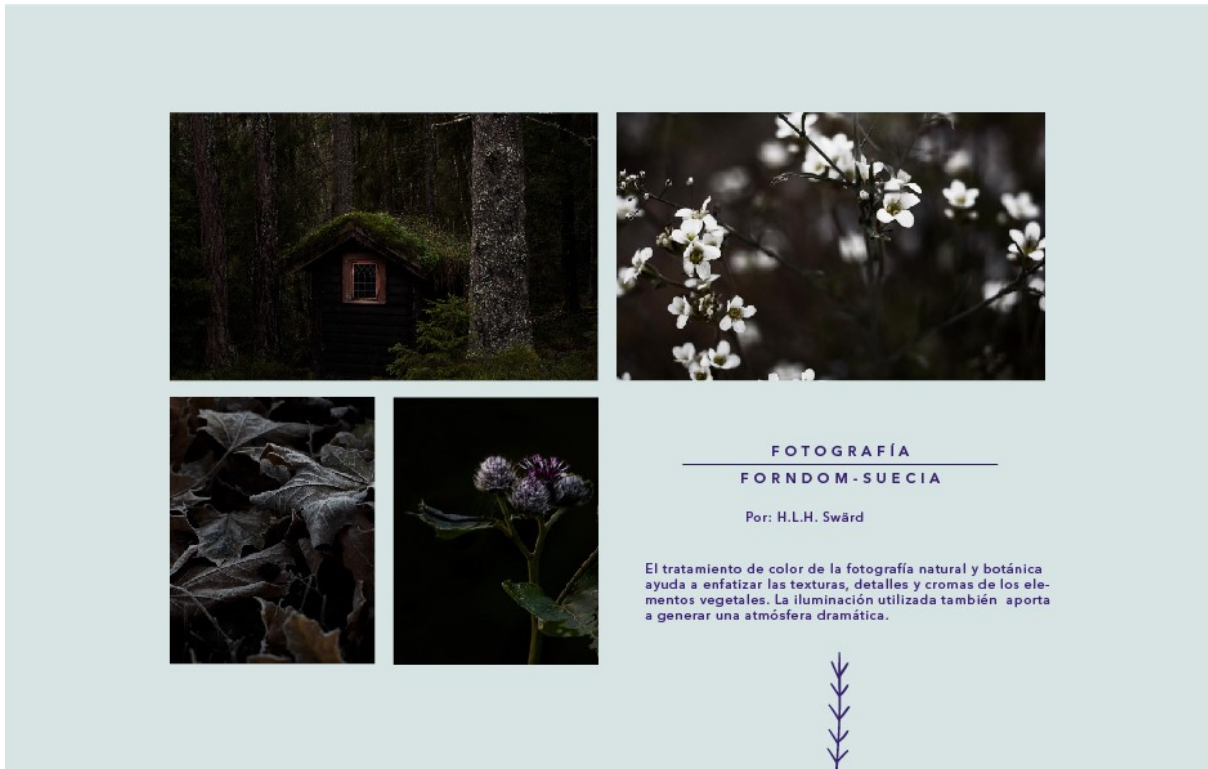 FOTOGRAFÍA
FORNDOM-SUECIA
Por: H.L.H. Swärd
El tratamiento de color de la fotografía natural y botánica
ayuda a enfatizar las texturas, detalles y cromas de los ele-
mentos vegetales. La iluminación utilizada también aporta
a generar una atmósfera dramática.